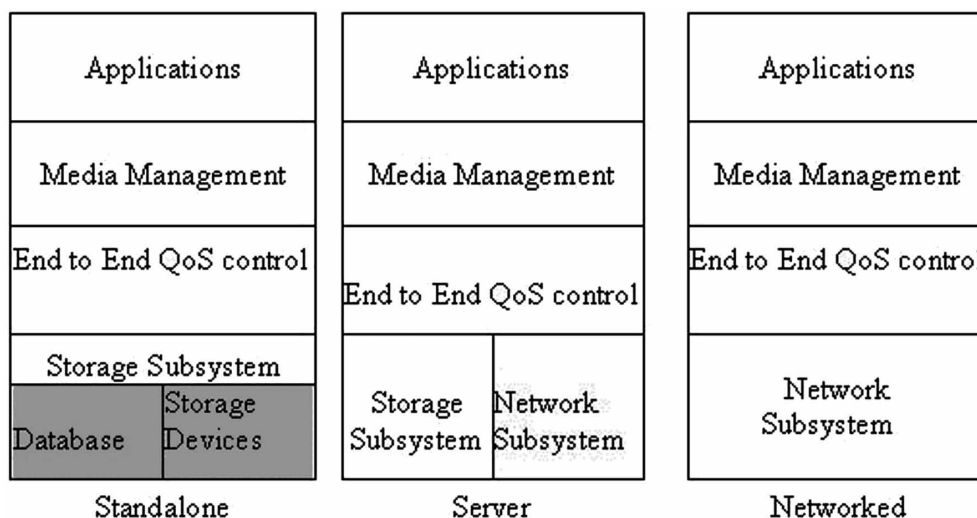 Applications
Media Management
End to End QoS control
Storage Subsystem
Database
Storage
Devices
Standalone
Applications
Media Management
End to End QoS control
Storage
Subsystem
Network
Subsystem
Server
Applications
Media Management
End to End QoS control
Network
Subsystem
Networked